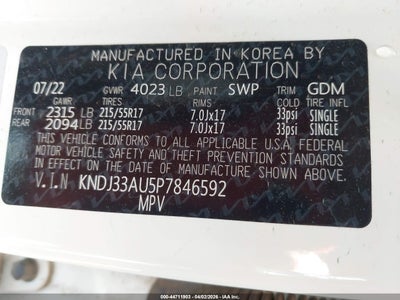 MANUFACTURED IN KOREA BY
KIA CORPORATION
07/22 GVWR 4023 LB PAINT SWP TRIM GDM
GAWR TIRES RIMS COLD TIRE INFL
FRONT 2315 LB 215/55R17 7.0Jx17 33psi SINGLE
REAR 2094 LB 215/55R17 7.0Jx17 33psi SINGLE
THIS VEHICLE CONFORMS TO ALL APPLICABLE U.S.A. FEDERAL
MOTOR VEHICLE SAFETY, BUMPER, AND THEFT PREVENTION STANDARDS
IN EFFECT ON THE DATE OF MANUFACTURE SHOWN ABOVE.
V.I.N KNDJ33AU5P7846592
MPV
000-44711903 - 04/02/2026 - IAA Inc.